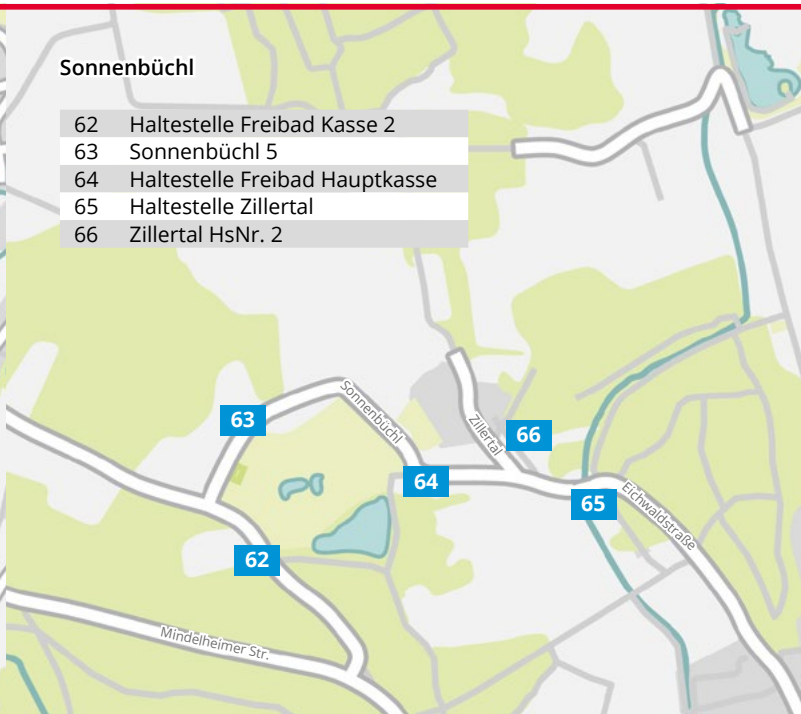 Sonnenbüchl
62 Haltestelle Freibad Kasse 2
63 Sonnenbüchl 5
64 Haltestelle Freibad Hauptkasse
65 Haltestelle Zillertal
66 Zillertal HsNr. 2
Sonnenbüchl
63
Zillertal
66
64
65
Eichwaldstraße
62
Mindelheimer Str.